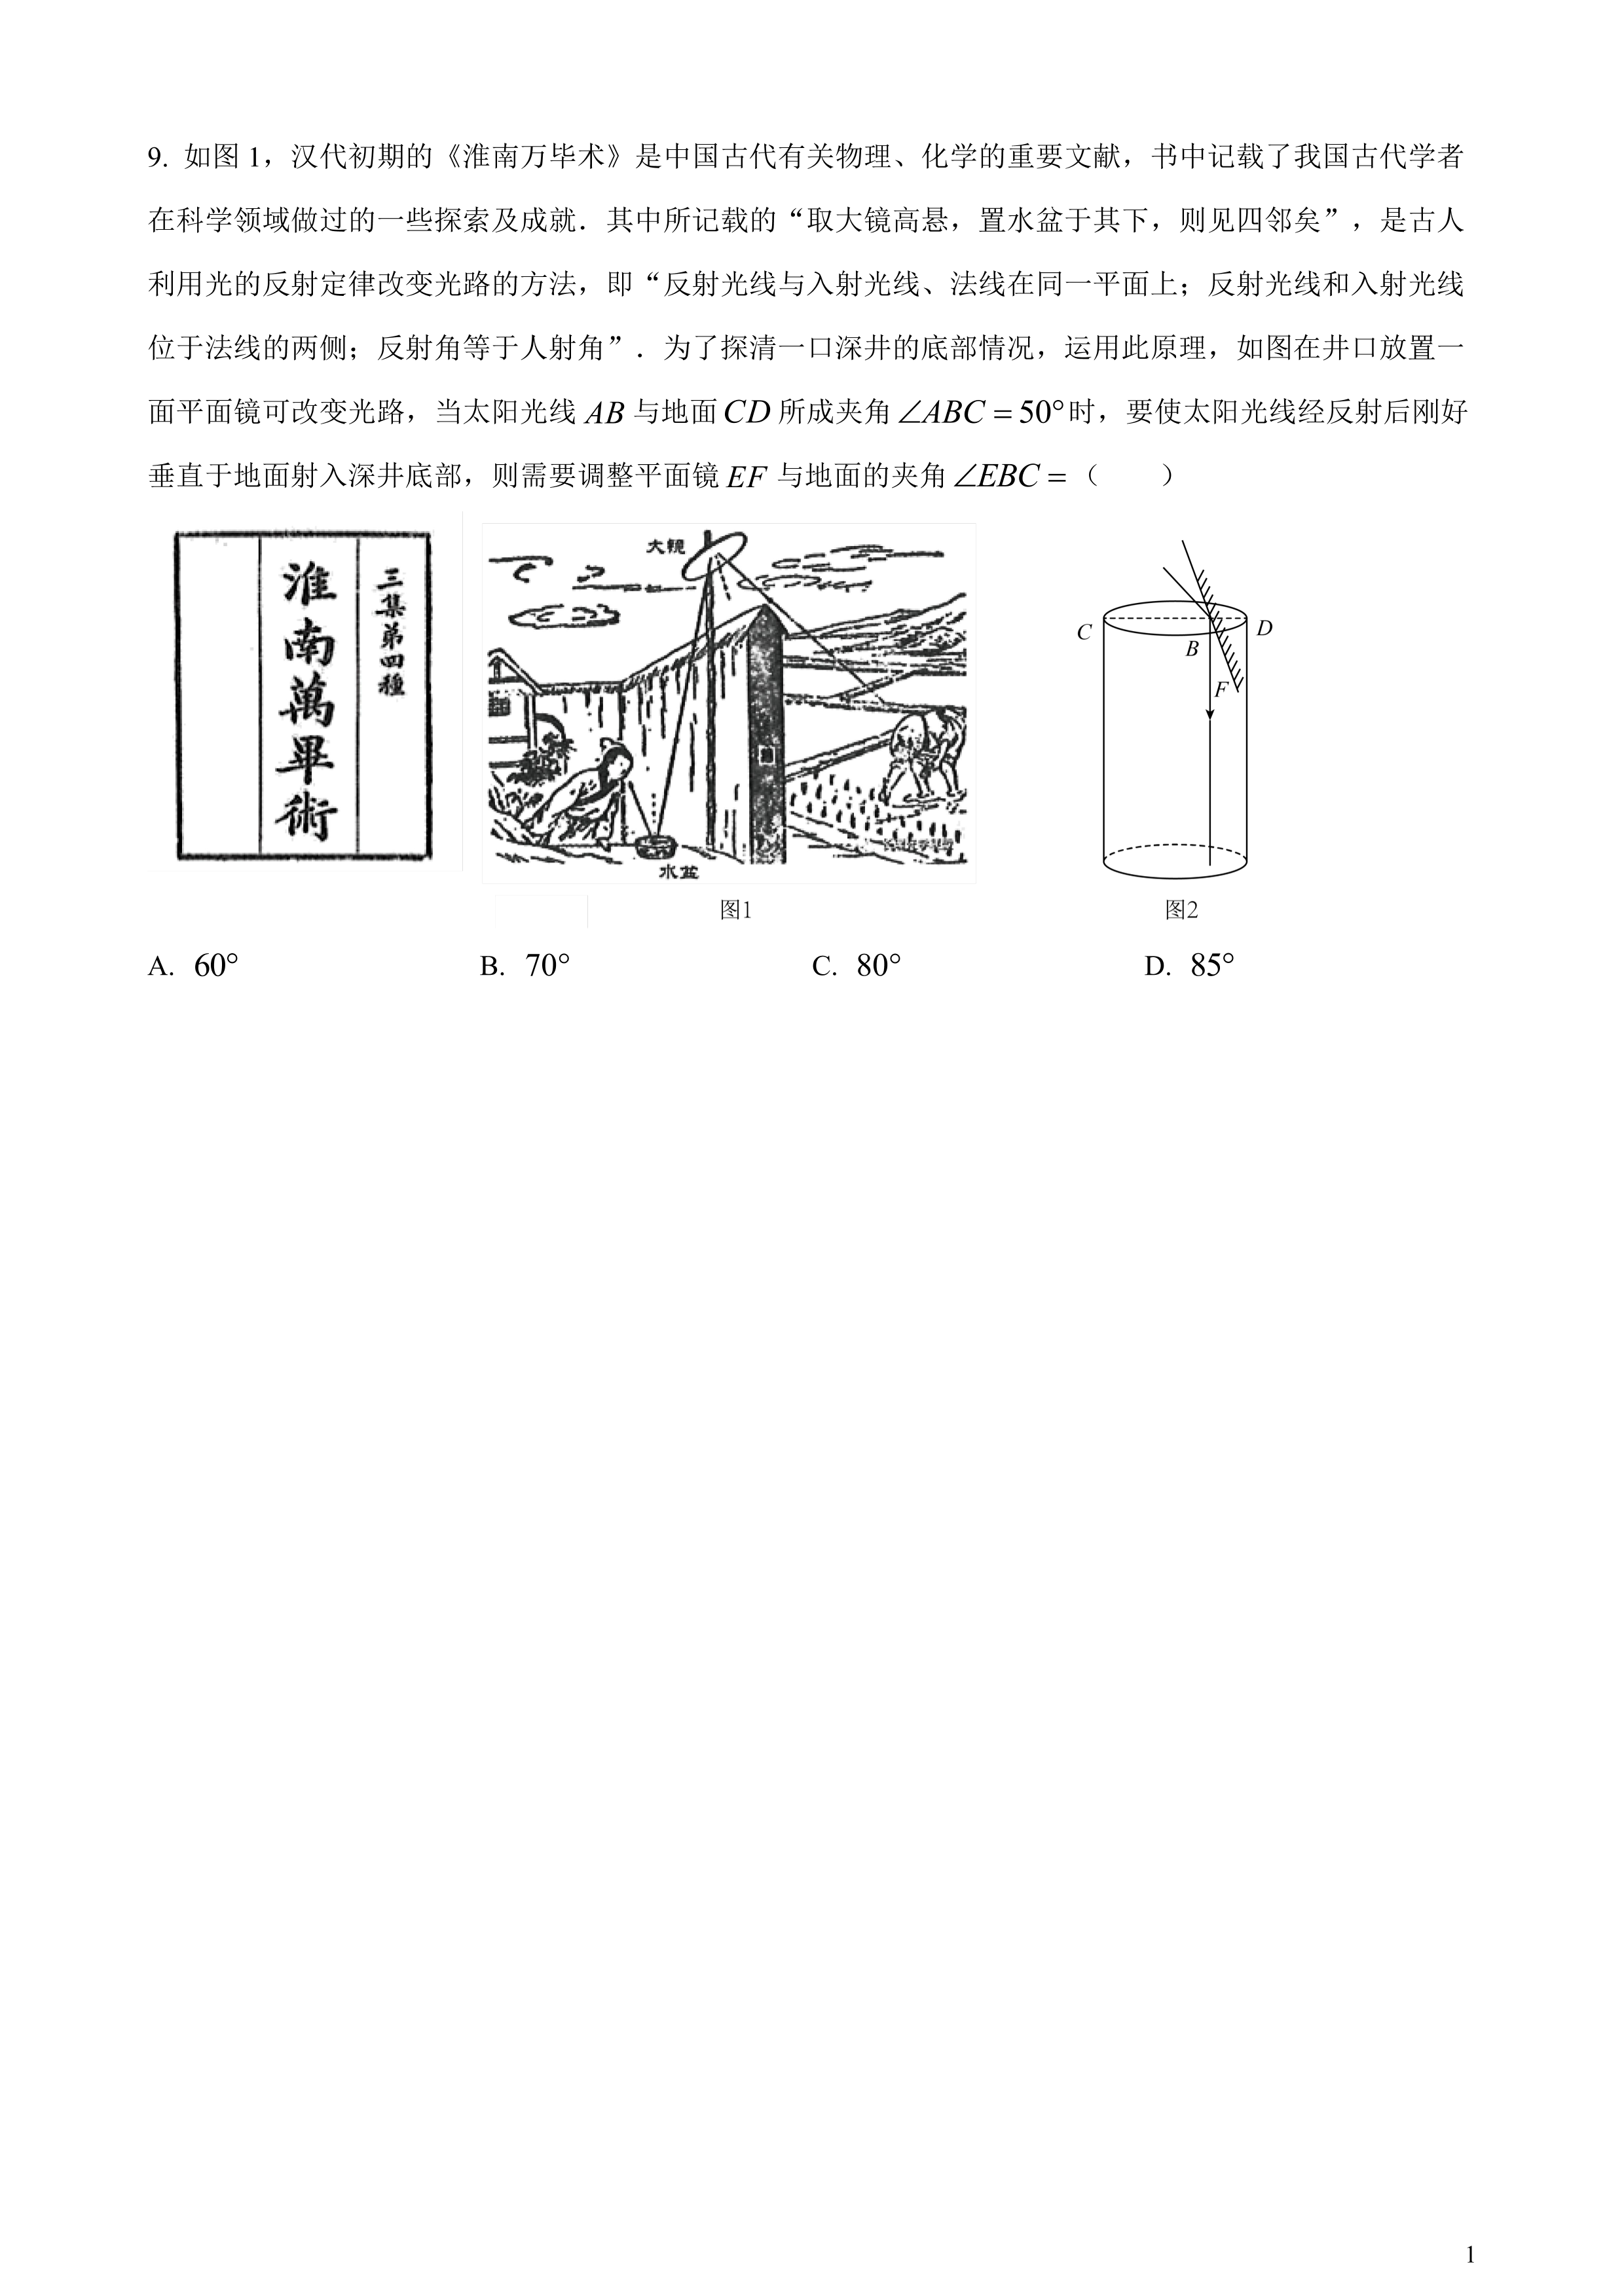 9. 如图 1，汉代初期的《淮南万毕术》是中国古代有关物理、化学的重要文献，书中记载了我国古代学者
在科学领域做过的一些探索及成就．其中所记载的“取大镜高悬，置水盆于其下，则见四邻矣”，是古人
利用光的反射定律改变光路的方法，即“反射光线与入射光线、法线在同一平面上；反射光线和入射光线
位于法线的两侧；反射角等于人射角”．为了探清一口深井的底部情况，运用此原理，如图在井口放置一
面平面镜可改变光路，当太阳光线 AB 与地面 CD 所成夹角 ∠ABC = 50° 时，要使太阳光线经反射后刚好
垂直于地面射入深井底部，则需要调整平面镜 EF 与地面的夹角 ∠EBC = （　　）
三集第四種
淮南萬畢術
大镜
水盆
图1
C
D
B
F
图2
A. 60°
B. 70°
C. 80°
D. 85°
1